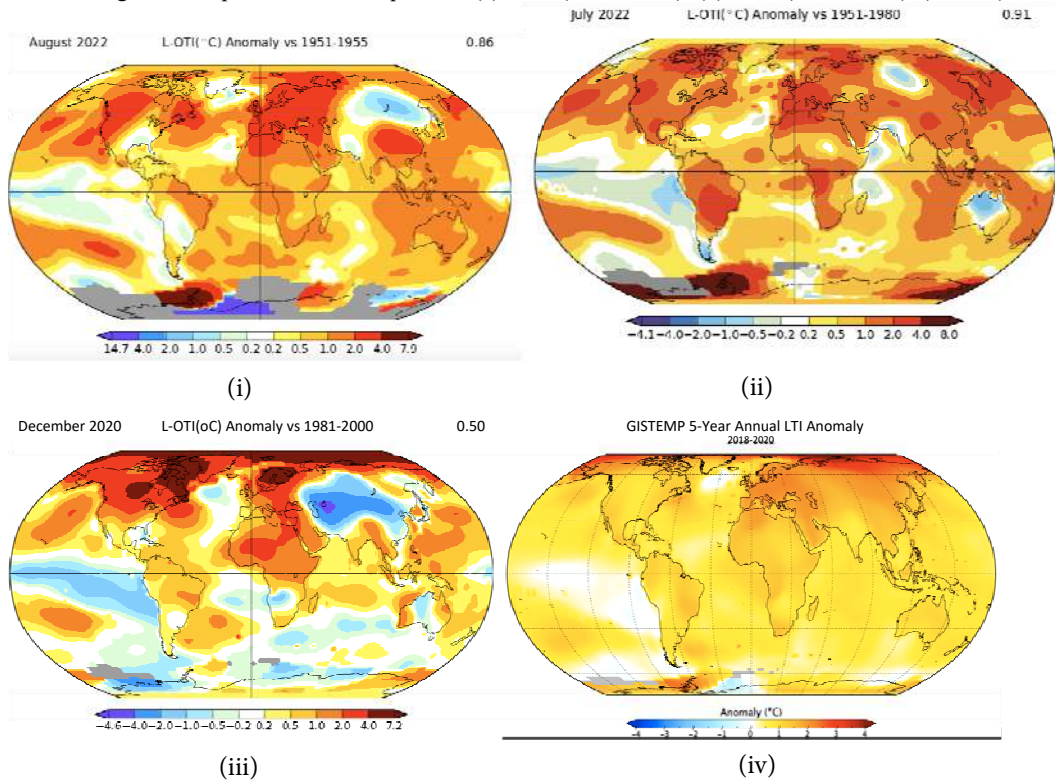 August 2022 L-OTI(°C) Anomaly vs 1951-1955 0.86
14.7 4.0 2.0 1.0 0.5 0.2 0.2 0.5 1.0 2.0 4.0 7.9
(i)
July 2022 L-OTI(°C) Anomaly vs 1951-1980 0.91
-4.1 -4.0 -2.0 -1.0 -0.5 -0.2 0.2 0.5 1.0 2.0 4.0 8.0
(ii)
December 2020 L-OTI(oC) Anomaly vs 1981-2000 0.50
-4.6 -4.0 -2.0 -1.0 -0.5 -0.2 0.2 0.5 1.0 2.0 4.0 7.2
(iii)
GISTEMP 5-Year Annual LTI Anomaly
2018-2020
Anomaly (°C)
-4 -3 -2 -1 0 1 2 3 4
(iv)